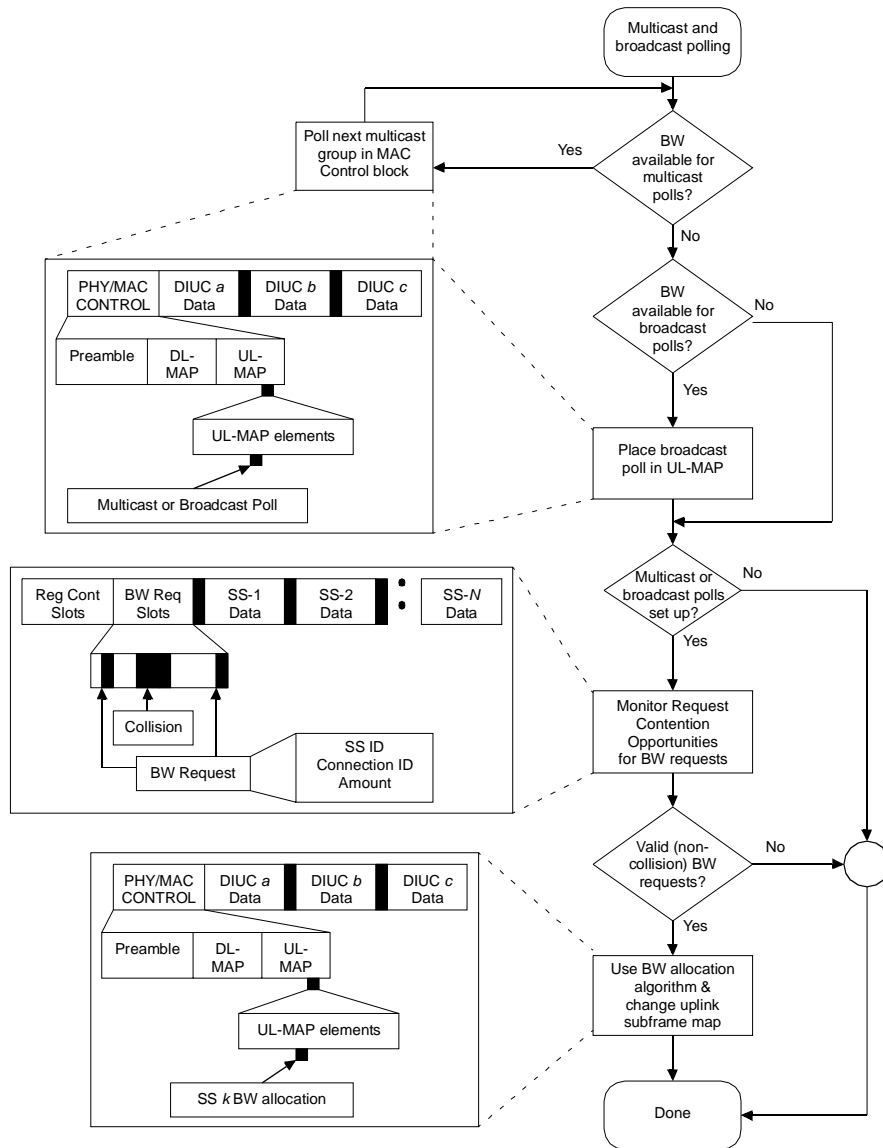 Multicast and
broadcast polling
Poll next multicast
group in MAC
Control block
Yes
BW
available for
multicast
polls?
No
PHY/MAC
CONTROL
DIUC a
Data
DIUC b
Data
DIUC c
Data
BW
available for
broadcast
polls?
No
Preamble
DL-
MAP
UL-
MAP
Yes
UL-MAP elements
Place broadcast
poll in UL-MAP
Multicast or Broadcast Poll
Reg Cont
Slots
BW Req
Slots
SS-1
Data
SS-2
Data
SS-N
Data
Multicast or
broadcast polls
set up?
No
Yes
Collision
BW Request
SS ID
Connection ID
Amount
Monitor Request
Contention
Opportunities
for BW requests
Valid (non-
collision) BW
requests?
No
PHY/MAC
CONTROL
DIUC a
Data
DIUC b
Data
DIUC c
Data
Yes
Preamble
DL-
MAP
UL-
MAP
Use BW allocation
algorithm &
change uplink
subframe map
UL-MAP elements
SS k BW allocation
Done